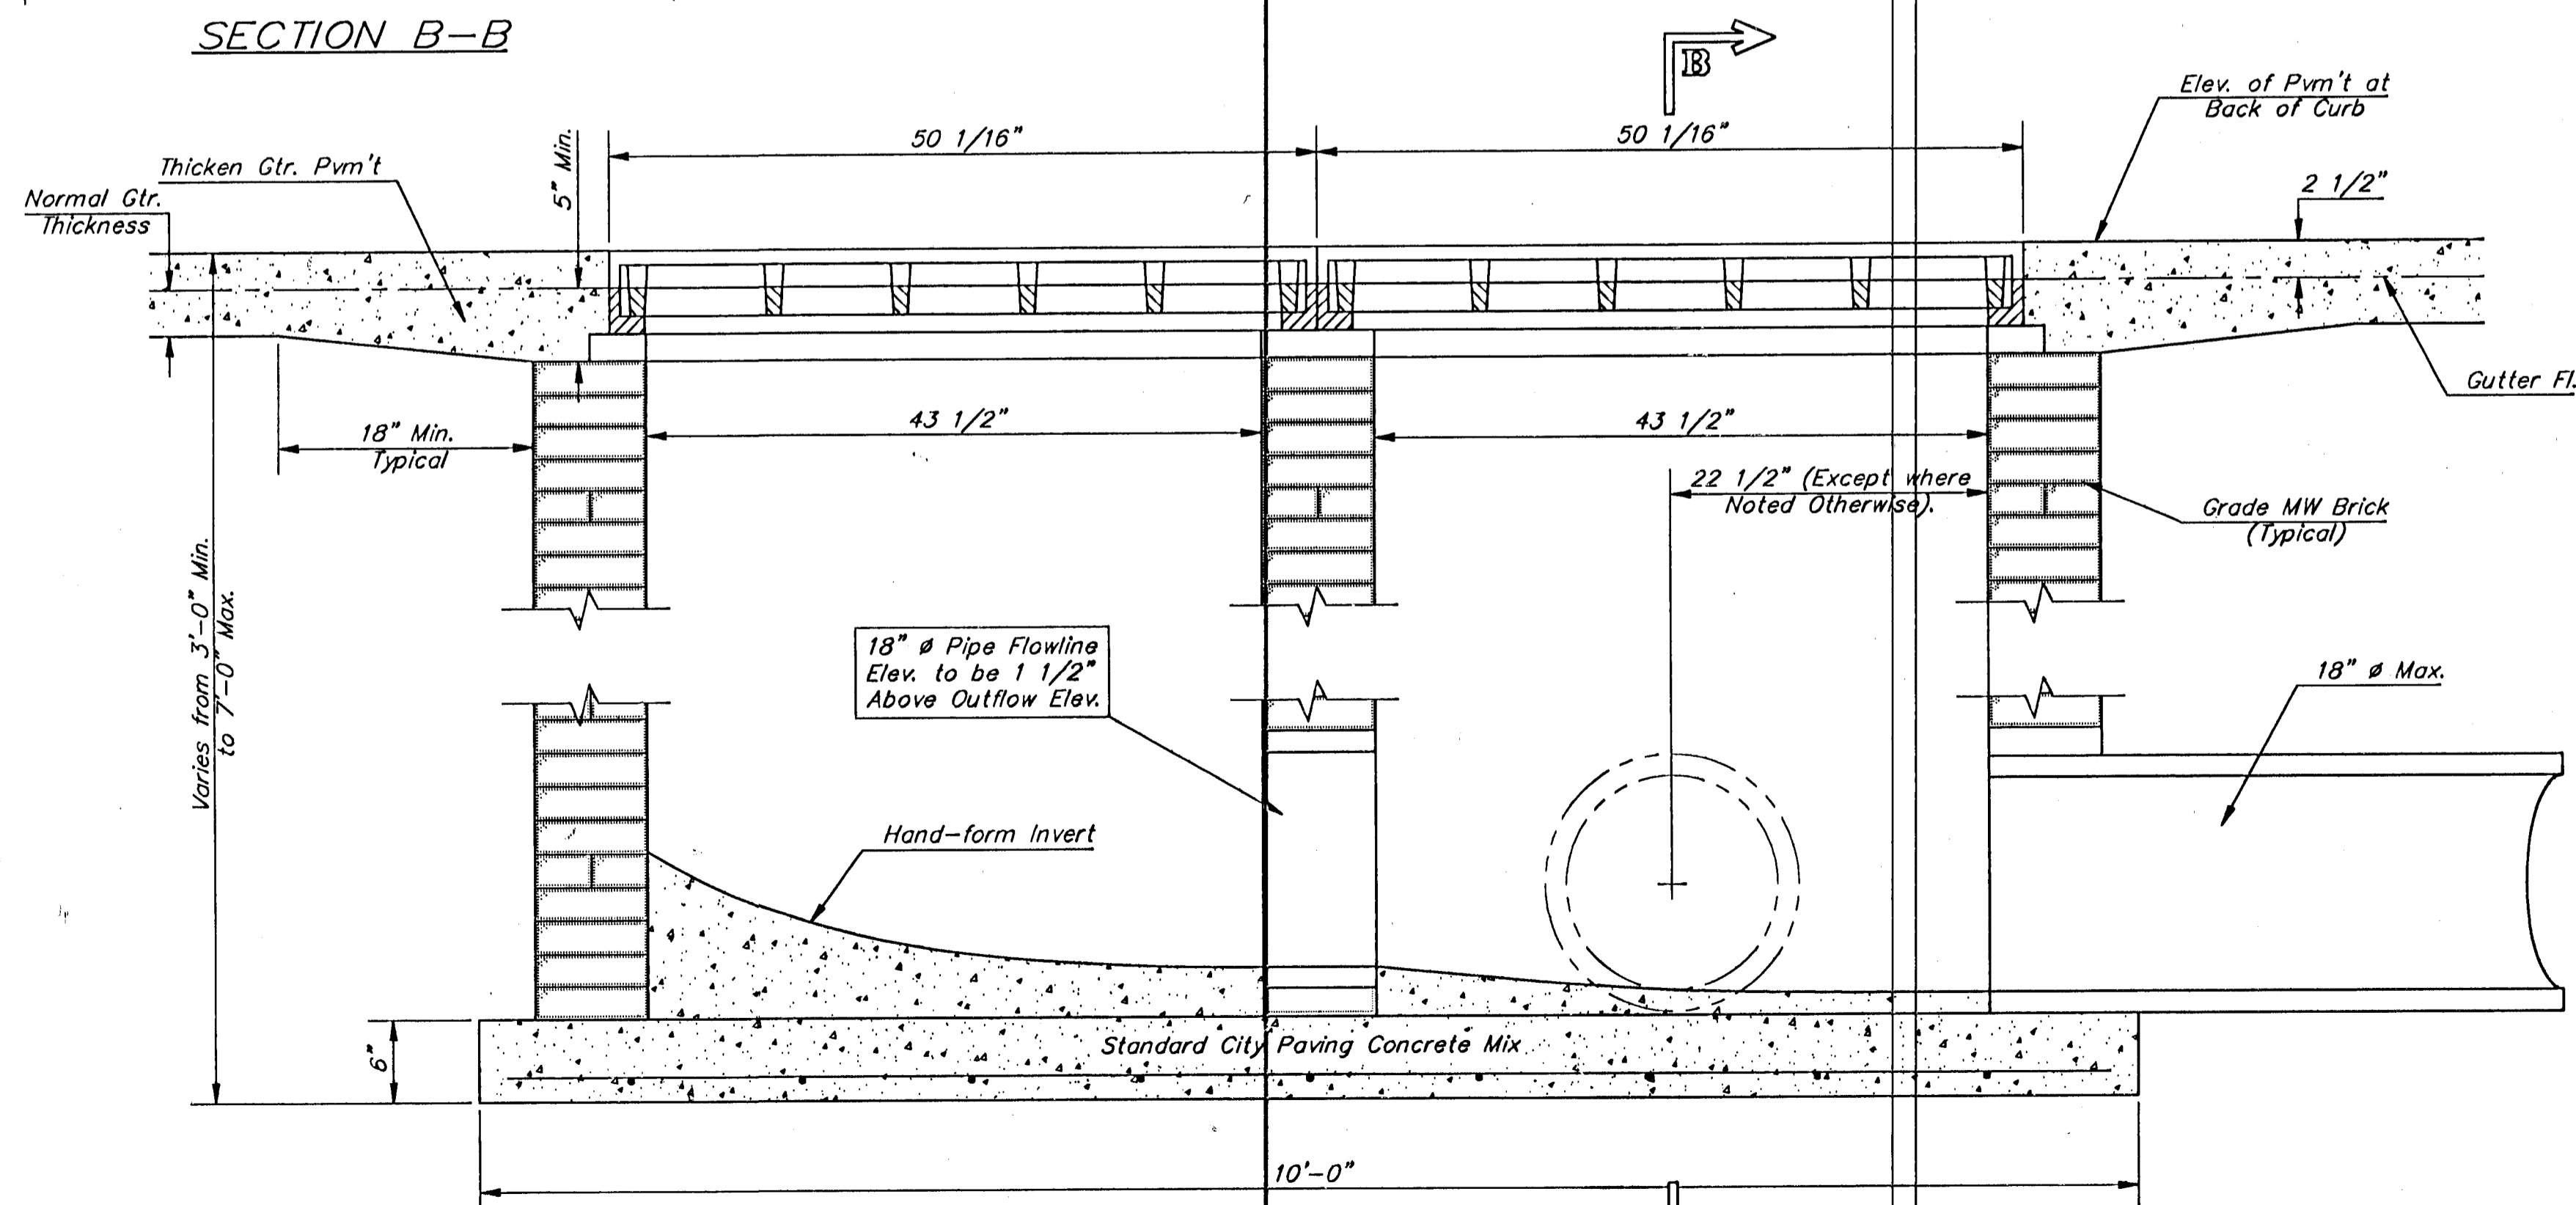 SECTION B-B
B
Elev. of Pvm't at
Back of Curb
50 1/16"
50 1/16"
5" Min.
Thicken Gtr. Pvm't
Normal Gtr.
Thickness
2 1/2"
Gutter Fl.
43 1/2"
43 1/2"
18" Min.
Typical
22 1/2" (Except where
Noted Otherwise).
Grade MW Brick
(Typical)
Varies from 3'-0" Min.
to 7'-0" Max.
18" ø Pipe Flowline
Elev. to be 1 1/2"
Above Outflow Elev.
18" ø Max.
Hand-form Invert
6"
Standard City Paving Concrete Mix
10'-0"